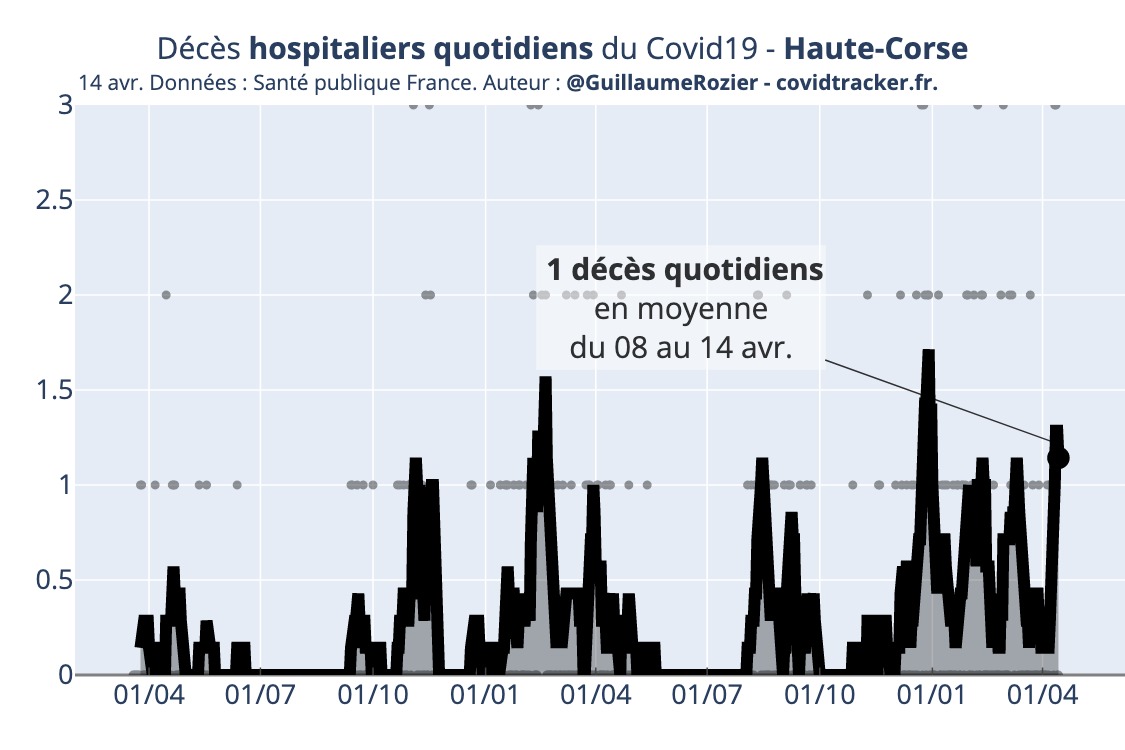 Décès hospitaliers quotidiens du Covid19 - Haute-Corse
14 avr. Données : Santé publique France. Auteur : @GuillaumeRozier - covidtracker.fr.
3
2.5
2
1.5
1
0.5
0
1 décès quotidiens
en moyenne
du 08 au 14 avr.
01/04 01/07 01/10 01/01 01/04 01/07 01/10 01/01 01/04